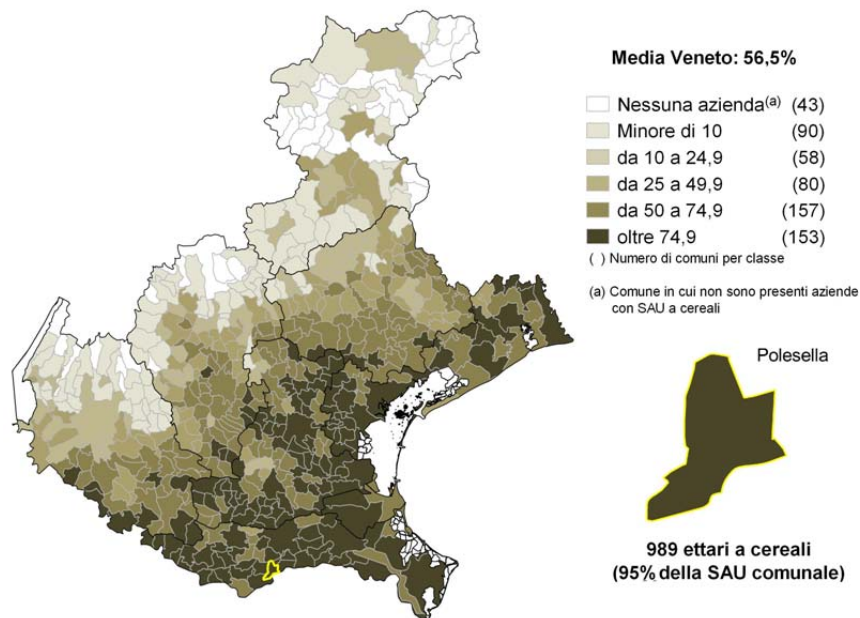 Media Veneto: 56,5%
Nessuna azienda(a) (43)
Minore di 10 (90)
da 10 a 24,9 (58)
da 25 a 49,9 (80)
da 50 a 74,9 (157)
oltre 74,9 (153)
( ) Numero di comuni per classe
(a) Comune in cui non sono presenti aziende
con SAU a cereali
Polesella
989 ettari a cereali
(95% della SAU comunale)